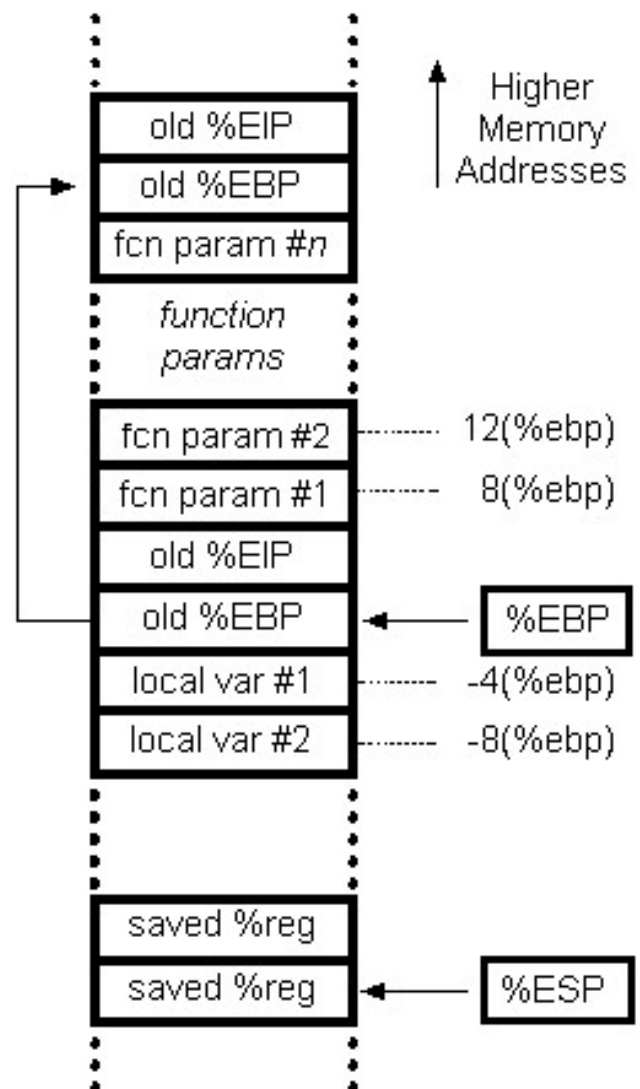 old %EIP
Higher
Memory
Addresses
old %EBP
fcn param #n
function
params
fcn param #2 12(%ebp)
fcn param #1 8(%ebp)
old %EIP
old %EBP %EBP
local var #1 -4(%ebp)
local var #2 -8(%ebp)
saved %reg
saved %reg %ESP